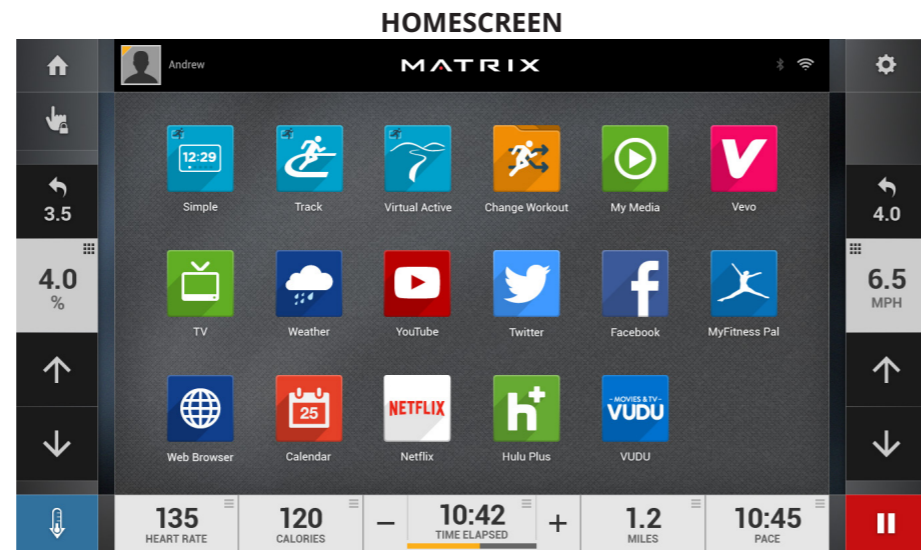 HOMESCREEN
Andrew
MATRIX
12:29
Simple
Track
Virtual Active
Change Workout
My Media
V
Vevo
3.5
4.0
4.0
%
6.5
MPH
TV
Weather
YouTube
Twitter
f
Facebook
MyFitness Pal
25
NETFLIX
h+
- MOVIES & TV -
VUDU
Web Browser
Calendar
Netflix
Hulu Plus
VUDU
135
HEART RATE
120
CALORIES
−
10:42
TIME ELAPSED
+
1.2
MILES
10:45
PACE